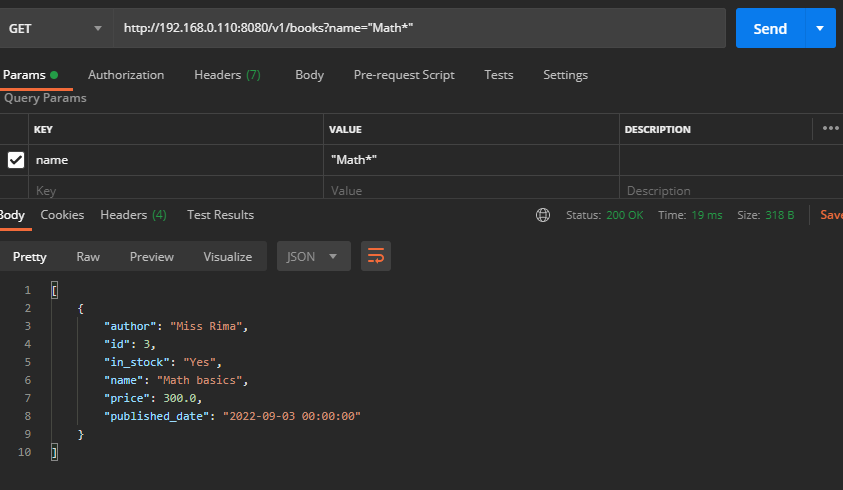 GET http://192.168.0.110:8080/v1/books?name="Math*" Send
Params Authorization Headers (7) Body Pre-request Script Tests Settings
Query Params
KEY VALUE DESCRIPTION •••
name "Math*"
Key Value Description
Body Cookies Headers (4) Test Results Status: 200 OK Time: 19 ms Size: 318 B Save
Pretty Raw Preview Visualize JSON
1 [
2 {
3 "author": "Miss Rima",
4 "id": 3,
5 "in_stock": "Yes",
6 "name": "Math basics",
7 "price": 300.0,
8 "published_date": "2022-09-03 00:00:00"
9 }
10 ]